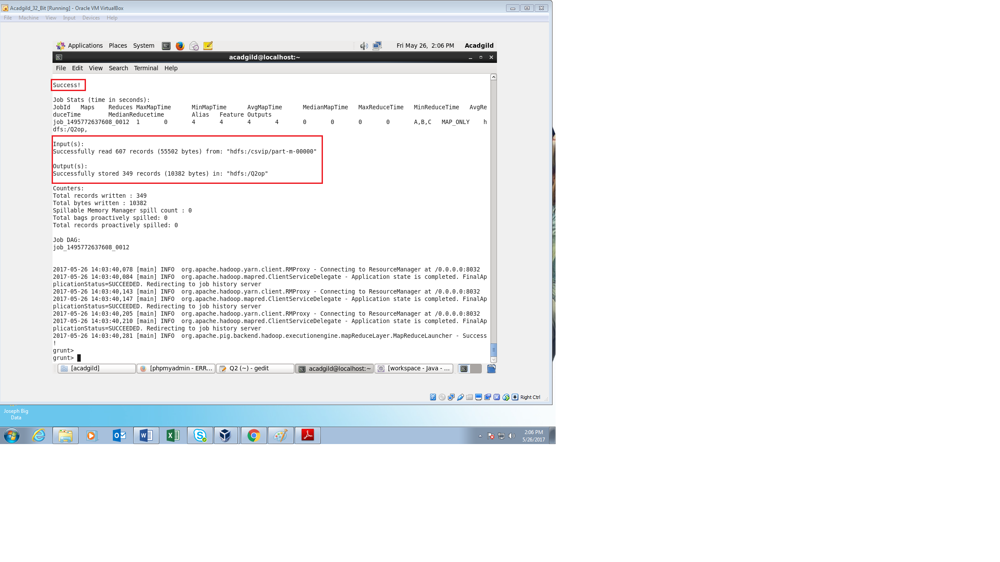 Acadgild_32_Bit [Running] - Oracle VM VirtualBox
File Machine View Input Devices Help
Applications Places System Fri May 26, 2:06 PM Acadgild
acadgild@localhost:~
File Edit View Search Terminal Help
Success!
Job Stats (time in seconds):
JobId Maps Reduces MaxMapTime MinMapTime AvgMapTime MedianMapTime MaxReduceTime MinReduceTime AvgRe
duceTime MedianReducetime Alias Feature Outputs
job_1495772637608_0012 1 0 4 4 4 4 0 0 0 0 A,B,C MAP_ONLY h
dfs:/Q2op,
Input(s):
Successfully read 607 records (55502 bytes) from: "hdfs:/csvip/part-m-00000"
Output(s):
Successfully stored 349 records (10382 bytes) in: "hdfs:/Q2op"
Counters:
Total records written : 349
Total bytes written : 10382
Spillable Memory Manager spill count : 0
Total bags proactively spilled: 0
Total records proactively spilled: 0
Job DAG:
job_1495772637608_0012
2017-05-26 14:03:40,078 [main] INFO org.apache.hadoop.yarn.client.RMProxy - Connecting to ResourceManager at /0.0.0.0:8032
2017-05-26 14:03:40,084 [main] INFO org.apache.hadoop.mapred.ClientServiceDelegate - Application state is completed. FinalAp
plicationStatus=SUCCEEDED. Redirecting to job history server
2017-05-26 14:03:40,143 [main] INFO org.apache.hadoop.yarn.client.RMProxy - Connecting to ResourceManager at /0.0.0.0:8032
2017-05-26 14:03:40,147 [main] INFO org.apache.hadoop.mapred.ClientServiceDelegate - Application state is completed. FinalAp
plicationStatus=SUCCEEDED. Redirecting to job history server
2017-05-26 14:03:40,205 [main] INFO org.apache.hadoop.yarn.client.RMProxy - Connecting to ResourceManager at /0.0.0.0:8032
2017-05-26 14:03:40,210 [main] INFO org.apache.hadoop.mapred.ClientServiceDelegate - Application state is completed. FinalAp
plicationStatus=SUCCEEDED. Redirecting to job history server
2017-05-26 14:03:40,281 [main] INFO org.apache.pig.backend.hadoop.executionengine.mapReduceLayer.MapReduceLauncher - Success
!
grunt>
grunt>
[acadgild] [phpmyadmin - ERR... Q2 (~) - gedit acadgild@localhost:~ [workspace - Java - ...
Right Ctrl
Joseph Big
Data
2:06 PM
5/26/2017